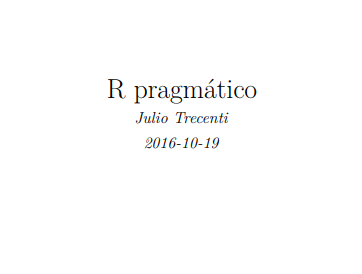 R pragmático
Julio Trecenti
2016-10-19